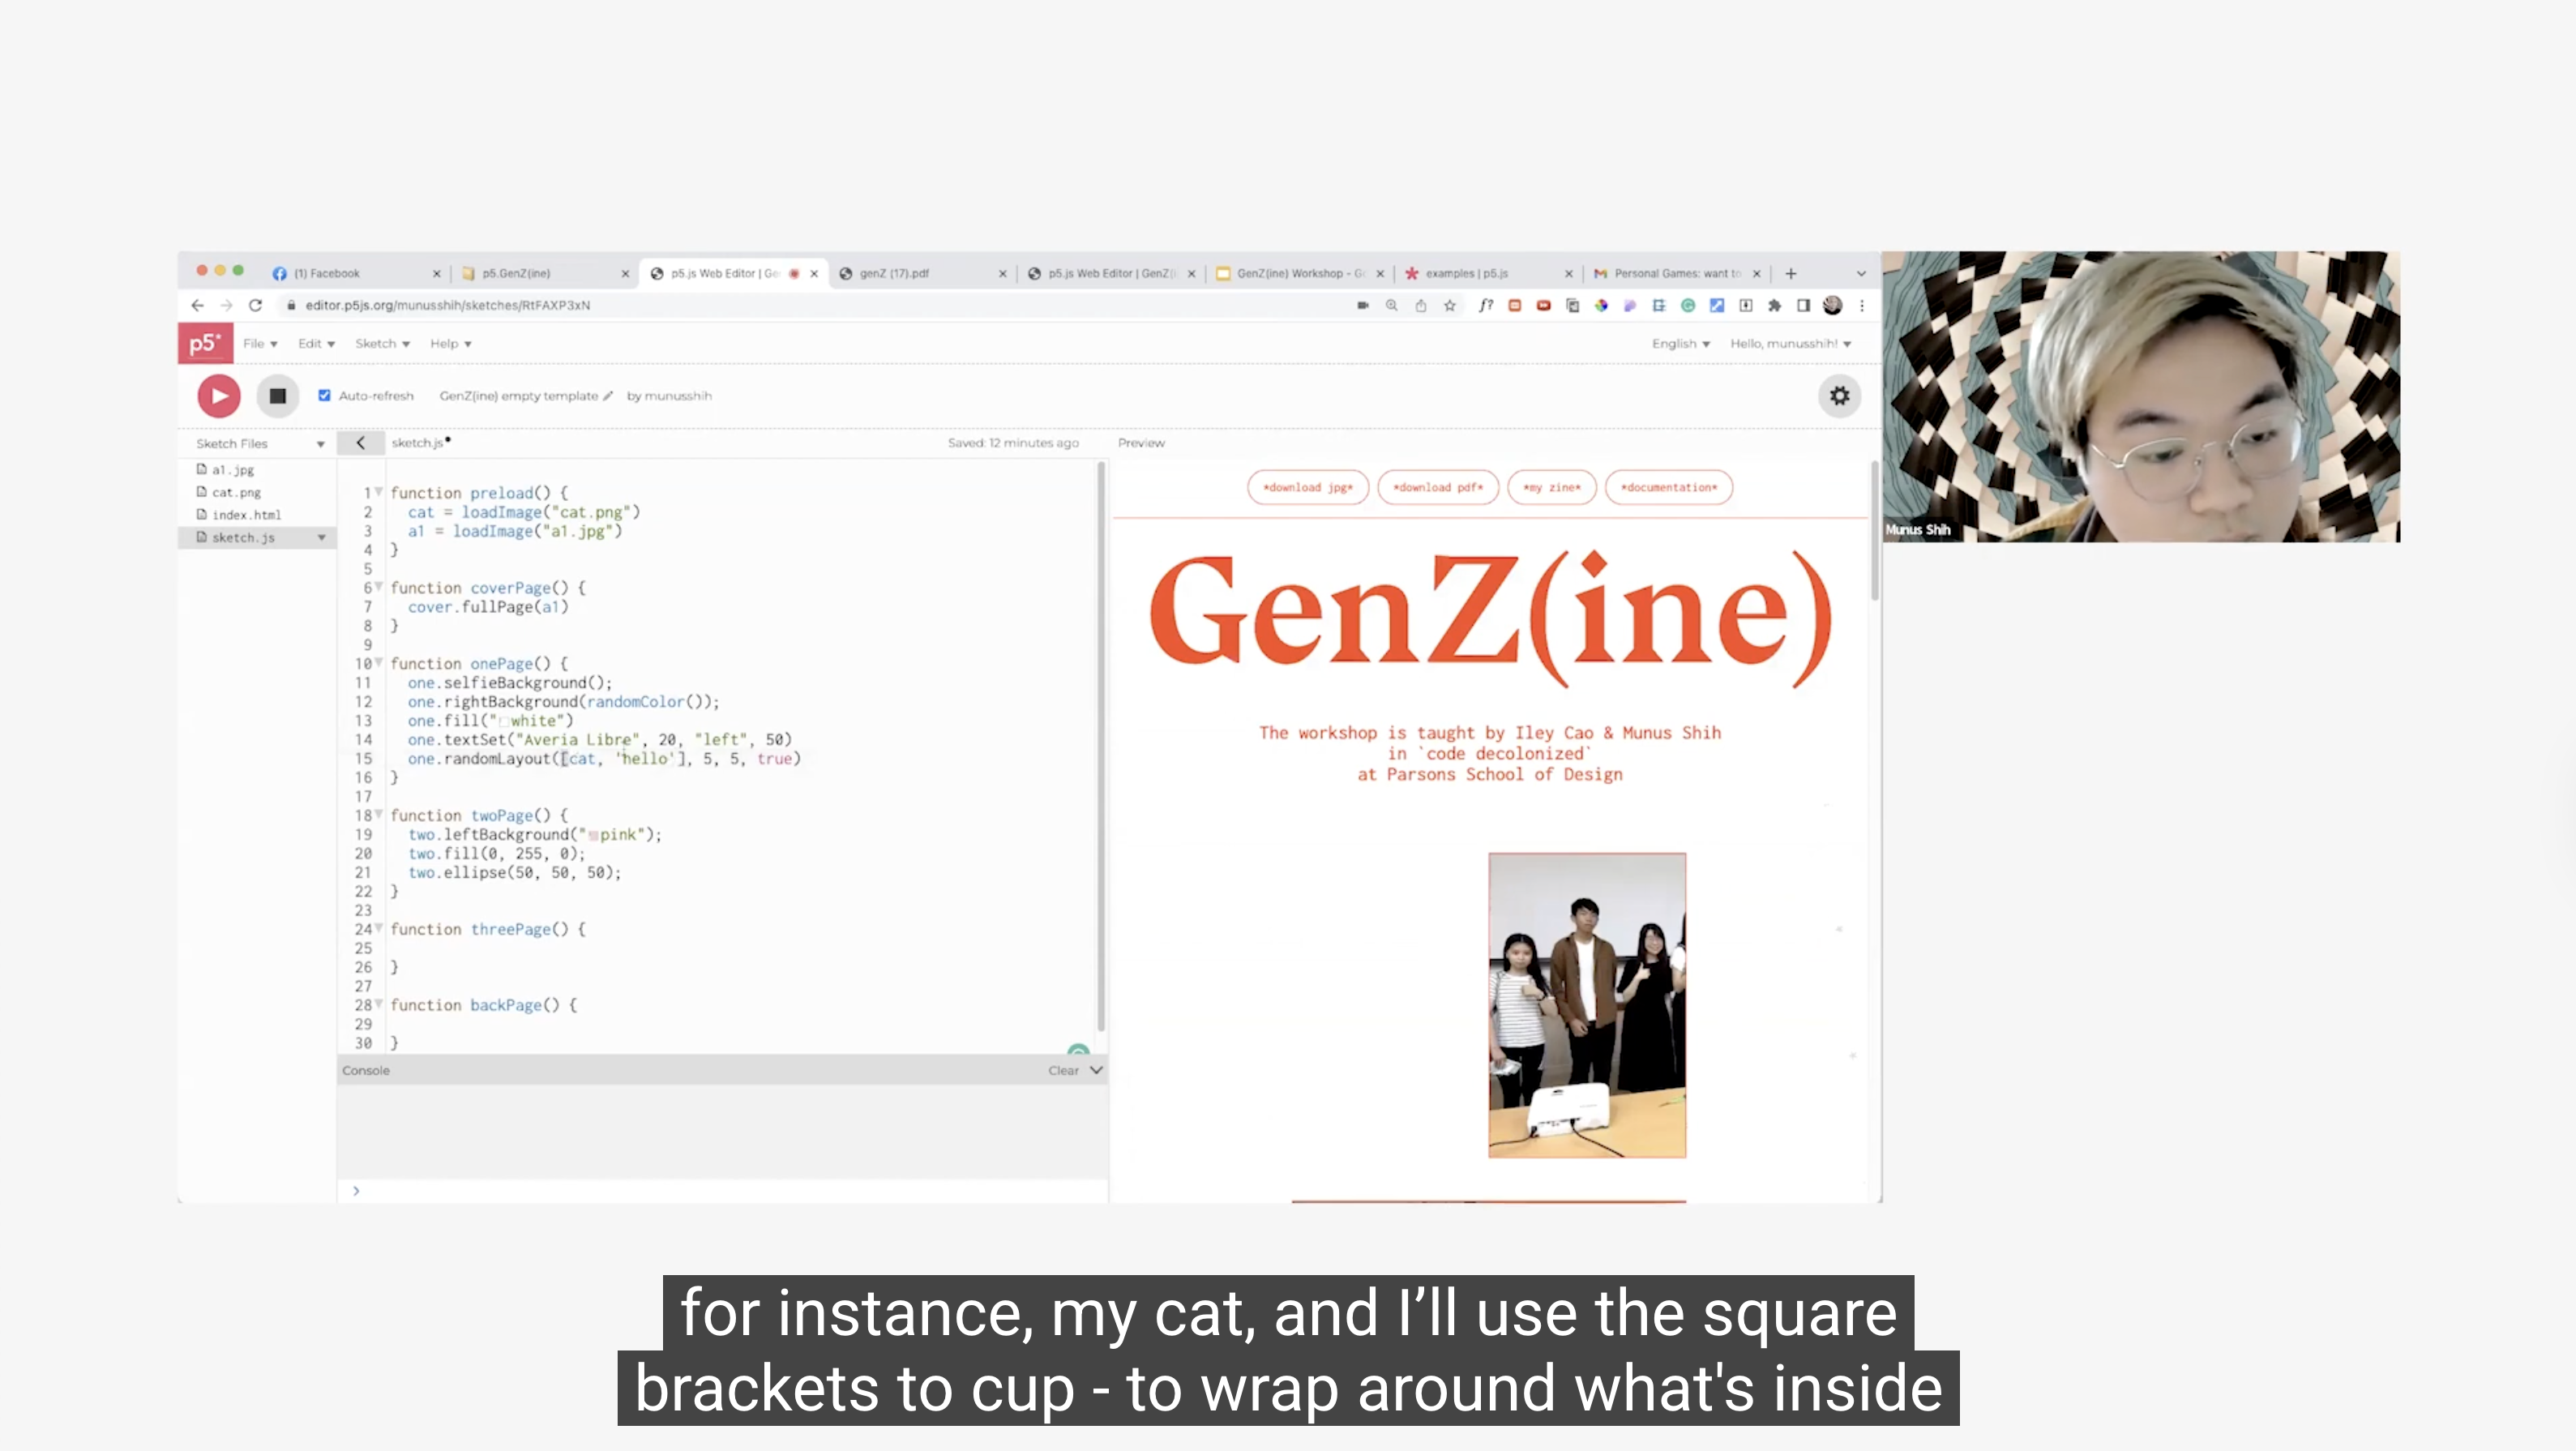 (1) Facebook
p5.GenZ(ine)
p5.js Web Editor | Ge
genZ (17).pdf
p5.js Web Editor | GenZ(i
GenZ(ine) Workshop - Go
examples | p5.js
Personal Games: want to
editor.p5js.org/munusshih/sketches/RtFAXP3xN
p5*
File
Edit
Sketch
Help
English
Hello, munusshih!
Auto-refresh
GenZ(ine) empty template
by munusshih
Sketch Files
sketch.js
Saved: 12 minutes ago
Preview
a1.jpg
cat.png
index.html
sketch.js
1 function preload() {
2 cat = loadImage("cat.png")
3 a1 = loadImage("a1.jpg")
4 }
5
6 function coverPage() {
7 cover.fullPage(a1)
8 }
9
10 function onePage() {
11 one.selfieBackground();
12 one.rightBackground(randomColor());
13 one.fill("white")
14 one.textSet("Averia Libre", 20, "left", 50)
15 one.randomLayout([cat, 'hello'], 5, 5, true)
16 }
17
18 function twoPage() {
19 two.leftBackground("pink");
20 two.fill(0, 255, 0);
21 two.ellipse(50, 50, 50);
22 }
23
24 function threePage() {
25
26 }
27
28 function backPage() {
29
30 }
Console
Clear
*download jpg*
*download pdf*
*my zine*
*documentation*
GenZ(ine)
The workshop is taught by Iley Cao & Munus Shih
in `code decolonized`
at Parsons School of Design
Munus Shih
for instance, my cat, and I’ll use the square
brackets to cup - to wrap around what's inside